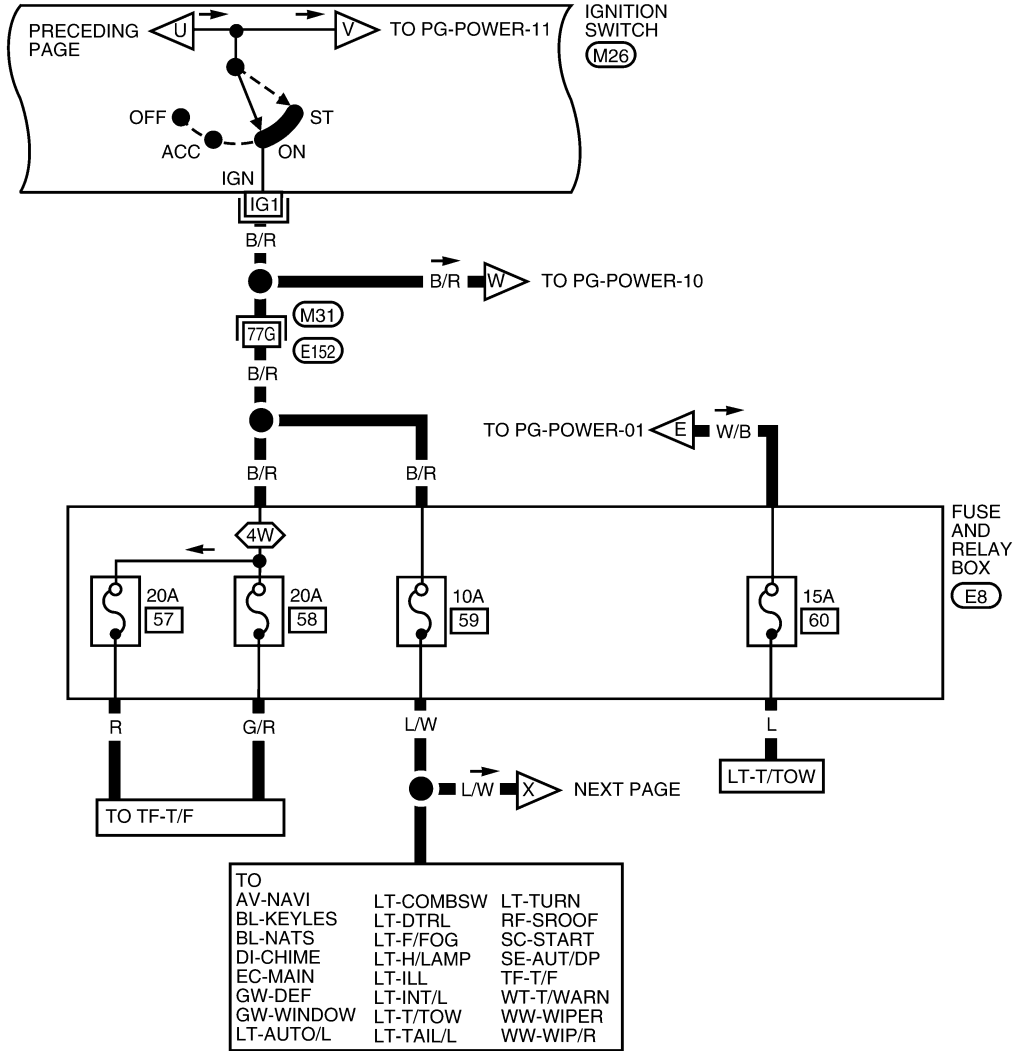 PRECEDING
PAGE
U
V
TO PG-POWER-11
IGNITION
SWITCH
M26
OFF
ACC
ST
ON
IGN
IG1
B/R
B/R
W
TO PG-POWER-10
M31
77G
E152
B/R
TO PG-POWER-01
E
W/B
B/R
B/R
FUSE
AND
RELAY
BOX
E8
4W
20A
57
20A
58
10A
59
15A
60
R
G/R
L/W
L
L/W
X
NEXT PAGE
LT-T/TOW
TO TF-T/F
TO
AV-NAVI
BL-KEYLES
BL-NATS
DI-CHIME
EC-MAIN
GW-DEF
GW-WINDOW
LT-AUTO/L
LT-COMBSW
LT-DTRL
LT-F/FOG
LT-H/LAMP
LT-ILL
LT-INT/L
LT-T/TOW
LT-TAIL/L
LT-TURN
RF-SROOF
SC-START
SE-AUT/DP
TF-T/F
WT-T/WARN
WW-WIPER
WW-WIP/R